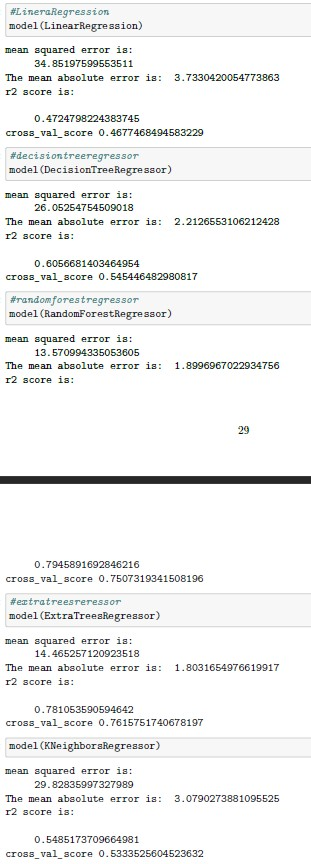 #LineraRegression
model(LinearRegression)
mean squared error is:
34.85197599553511
The mean absolute error is: 3.7330420054773863
r2 score is:
0.4724798224383745
cross_val_score 0.4677468494583229
#decisiontreeregressor
model(DecisionTreeRegressor)
mean squared error is:
26.05254754509018
The mean absolute error is: 2.2126553106212428
r2 score is:
0.6056681403464954
cross_val_score 0.545446482980817
#randomforestregressor
model(RandomForestRegressor)
mean squared error is:
13.570994335053605
The mean absolute error is: 1.8996967022934756
r2 score is:
29
0.7945891692846216
cross_val_score 0.7507319341508196
#extratreesreressor
model(ExtraTreesRegressor)
mean squared error is:
14.465257120923518
The mean absolute error is: 1.8031654976619917
r2 score is:
0.781053590594642
cross_val_score 0.7615751740678197
model(KNeighborsRegressor)
mean squared error is:
29.82835997327989
The mean absolute error is: 3.0790273881095525
r2 score is:
0.5485173709664981
cross_val_score 0.5333525604523632